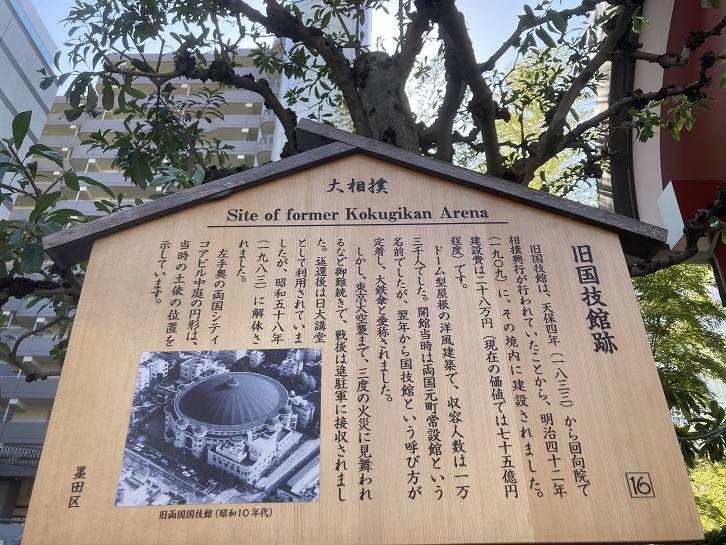 大相撲
Site of former Kokugikan Arena
旧国技館跡
旧国技館は、天保四年（一八三三）から回向院で
相撲興行が行われていたことから、明治四十二年
（一九〇九）に、その境内に建設されました。
建設費は二十八万円（現在の価値では七十五億円
程度）です。
ドーム型屋根の洋風建築で、収容人数は一万
三千人でした。開館当時は両国元町常設館という
名前でしたが、翌年から国技館という呼び方が
定着し、大鉄傘と愛称されました。
しかし、東京大空襲まで、三度の火災に見舞われ
るなど御難続きで、戦後は進駐軍に接収されまし
た。返還後は日大講堂
として利用されていま
したが、昭和五十八年
（一九八三）に解体さ
れました。
左手奥の両国シティ
コアビル中庭の円形は、
当時の土俵の位置を
示しています。
旧両国国技館（昭和10年代）
墨田区
16